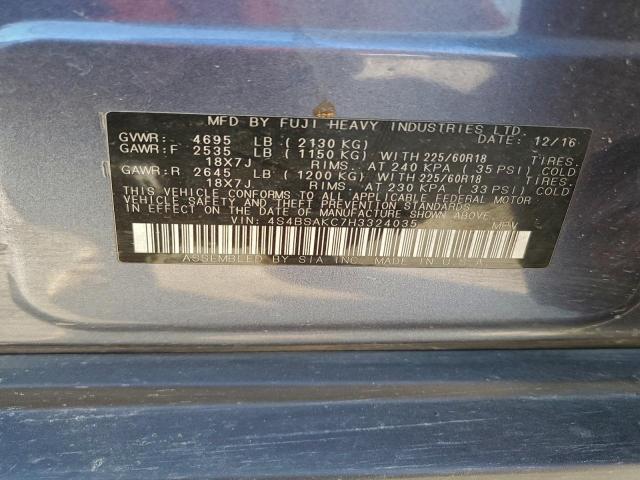 MFD BY FUJI HEAVY INDUSTRIES LTD. DATE: 12/16
GVWR: 4695 LB ( 2130 KG)
GAWR:F 2535 LB ( 1150 KG) WITH 225/60R18 TIRES.
18X7J RIMS. AT 240 KPA ( 35 PSI) COLD
GAWR:R 2645 LB ( 1200 KG) WITH 225/60R18 TIRES.
18X7J RIMS. AT 230 KPA ( 33 PSI) COLD
THIS VEHICLE CONFORMS TO ALL APPLICABLE FEDERAL MOTOR
VEHICLE SAFETY AND THEFT PREVENTION STANDARDS
IN EFFECT ON THE DATE OF MANUFACTURE SHOWN ABOVE.
VIN: 4S4BSAKC7H3324035 MPV
ASSEMBLED BY SIA INC. MADE IN U.S.A.